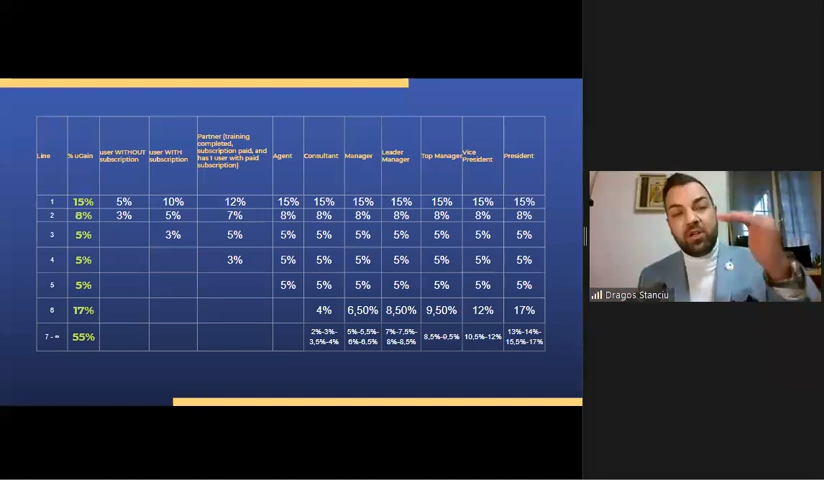 Line % uGain user WITHOUT subscription user WITH subscription Partner (training completed, subscription paid, and has 1 user with paid subscription) Agent Consultant Manager Leader Manager Top Manager Vice President President
1 15% 5% 10% 12% 15% 15% 15% 15% 15% 15% 15%
2 8% 3% 5% 7% 8% 8% 8% 8% 8% 8% 8%
3 5% 3% 5% 5% 5% 5% 5% 5% 5% 5%
4 5% 3% 5% 5% 5% 5% 5% 5% 5%
5 5% 5% 5% 5% 5% 5% 5% 5%
6 17% 4% 6,50% 8,50% 9,50% 12% 17%
7 - ∞ 55% 2%-3%-3,5%-4% 5%-5,5%-6%-6,5% 7%-7,5%-8%-8,5% 8,5%-9,5% 10,5%-12% 13%-14%-15,5%-17%
Dragos Stanciu